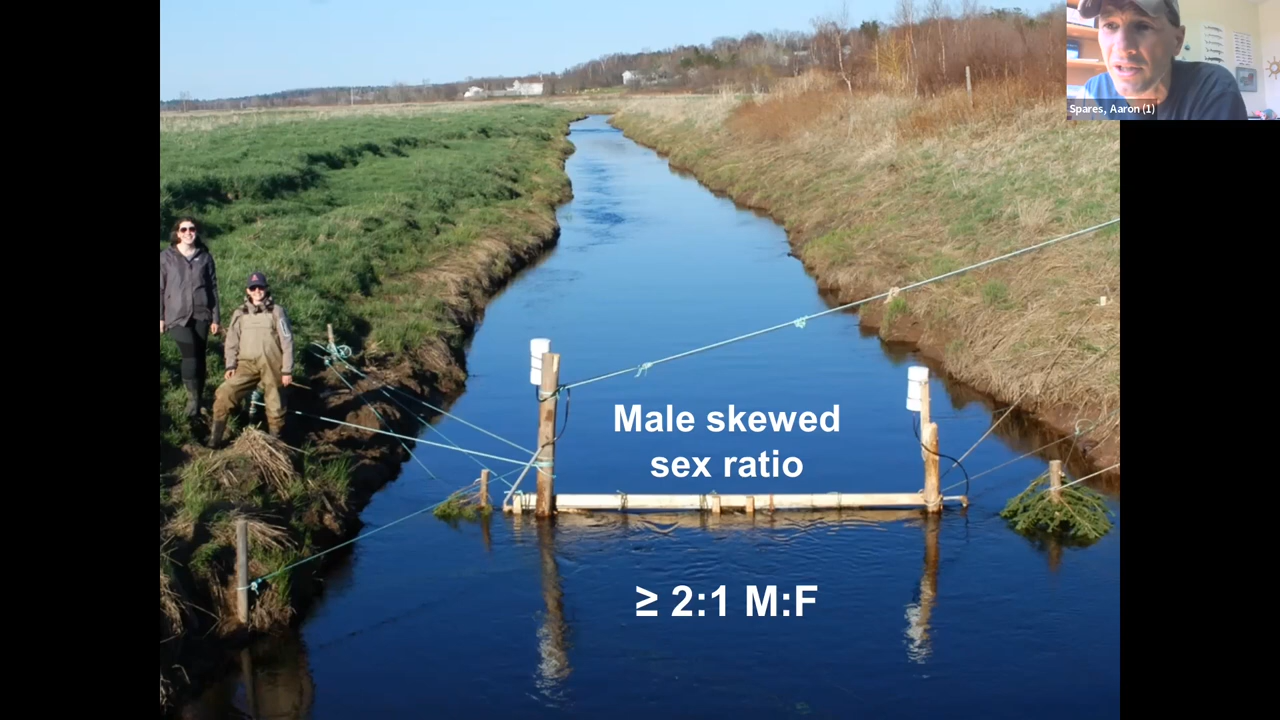 Spares, Aaron (1)
Male skewed
sex ratio
≥ 2:1 M:F